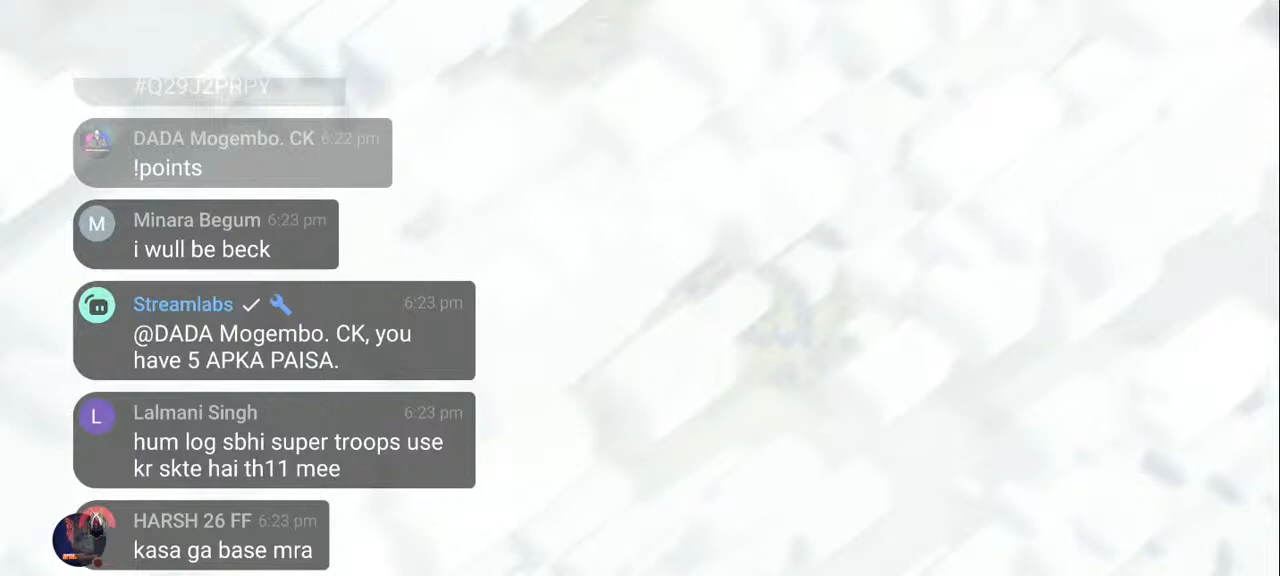 #Q29J2PRPY
DADA Mogembo. CK 6:22 pm
!points
M
Minara Begum 6:23 pm
i wull be beck
Streamlabs 6:23 pm
@DADA Mogembo. CK, you
have 5 APKA PAISA.
L
Lalmani Singh 6:23 pm
hum log sbhi super troops use
kr skte hai th11 mee
HARSH 26 FF 6:23 pm
kasa ga base mra